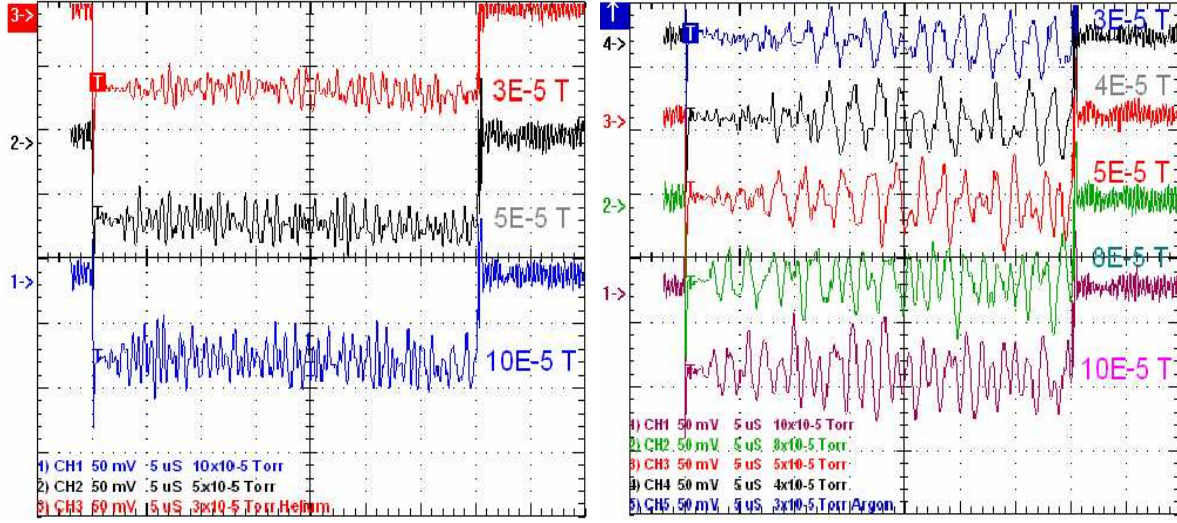 3->
3E-5 T
2->
5E-5 T
1->
10E-5 T
1) CH1 50 mV 5 uS 10x10-5 Torr
2) CH2 50 mV 5 uS 5x10-5 Torr
3) CH3 50 mV 5 uS 3x10-5 Torr Helium
T
T
T
3E-5 T
4->
4E-5 T
3->
5E-5 T
2->
8E-5 T
1->
10E-5 T
1) CH1 50 mV 5 uS 10x10-5 Torr
2) CH2 50 mV 5 uS 8x10-5 Torr
3) CH3 50 mV 5 uS 5x10-5 Torr
4) CH4 50 mV 5 uS 4x10-5 Torr
5) CH5 50 mV 5 uS 3x10-5 Torr Argon
T
T
T
T
T